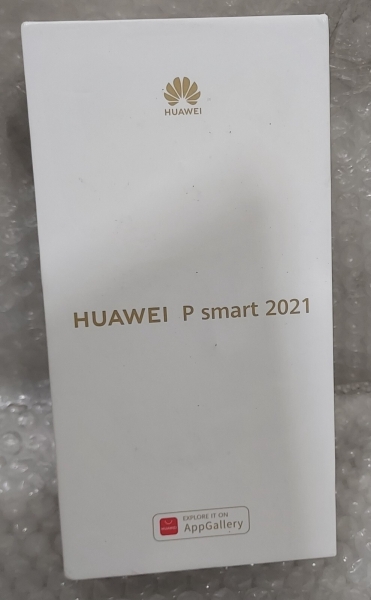 HUAWEI
HUAWEI P smart 2021
EXPLORE IT ON
AppGallery